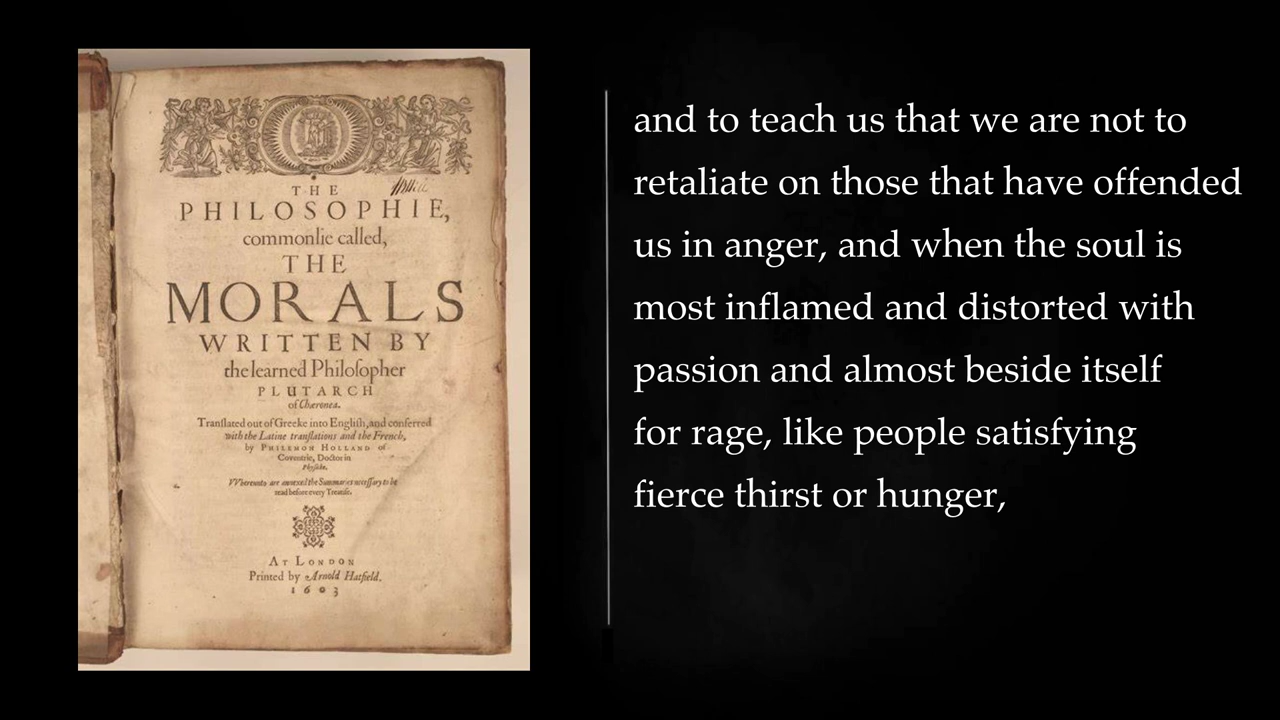 THE
PHILOSOPHIE,
commonlie called,
THE
MORALS
WRITTEN BY
the learned Philoſopher
PLUTARCH
of Chæronea.
Tranſlated out of Greeke into Engliſh, and conferred
with the Latine tranſlations and the French,
by PHILEMON HOLLAND of
Coventrie, Doctor in
Phyſicke.
VVhereunto are annexed the Summaries neceſſary to be
read before every Treatiſe.
AT LONDON
Printed by Arnold Hatfield.
1603
and to teach us that we are not to
retaliate on those that have offended
us in anger, and when the soul is
most inflamed and distorted with
passion and almost beside itself
for rage, like people satisfying
fierce thirst or hunger,